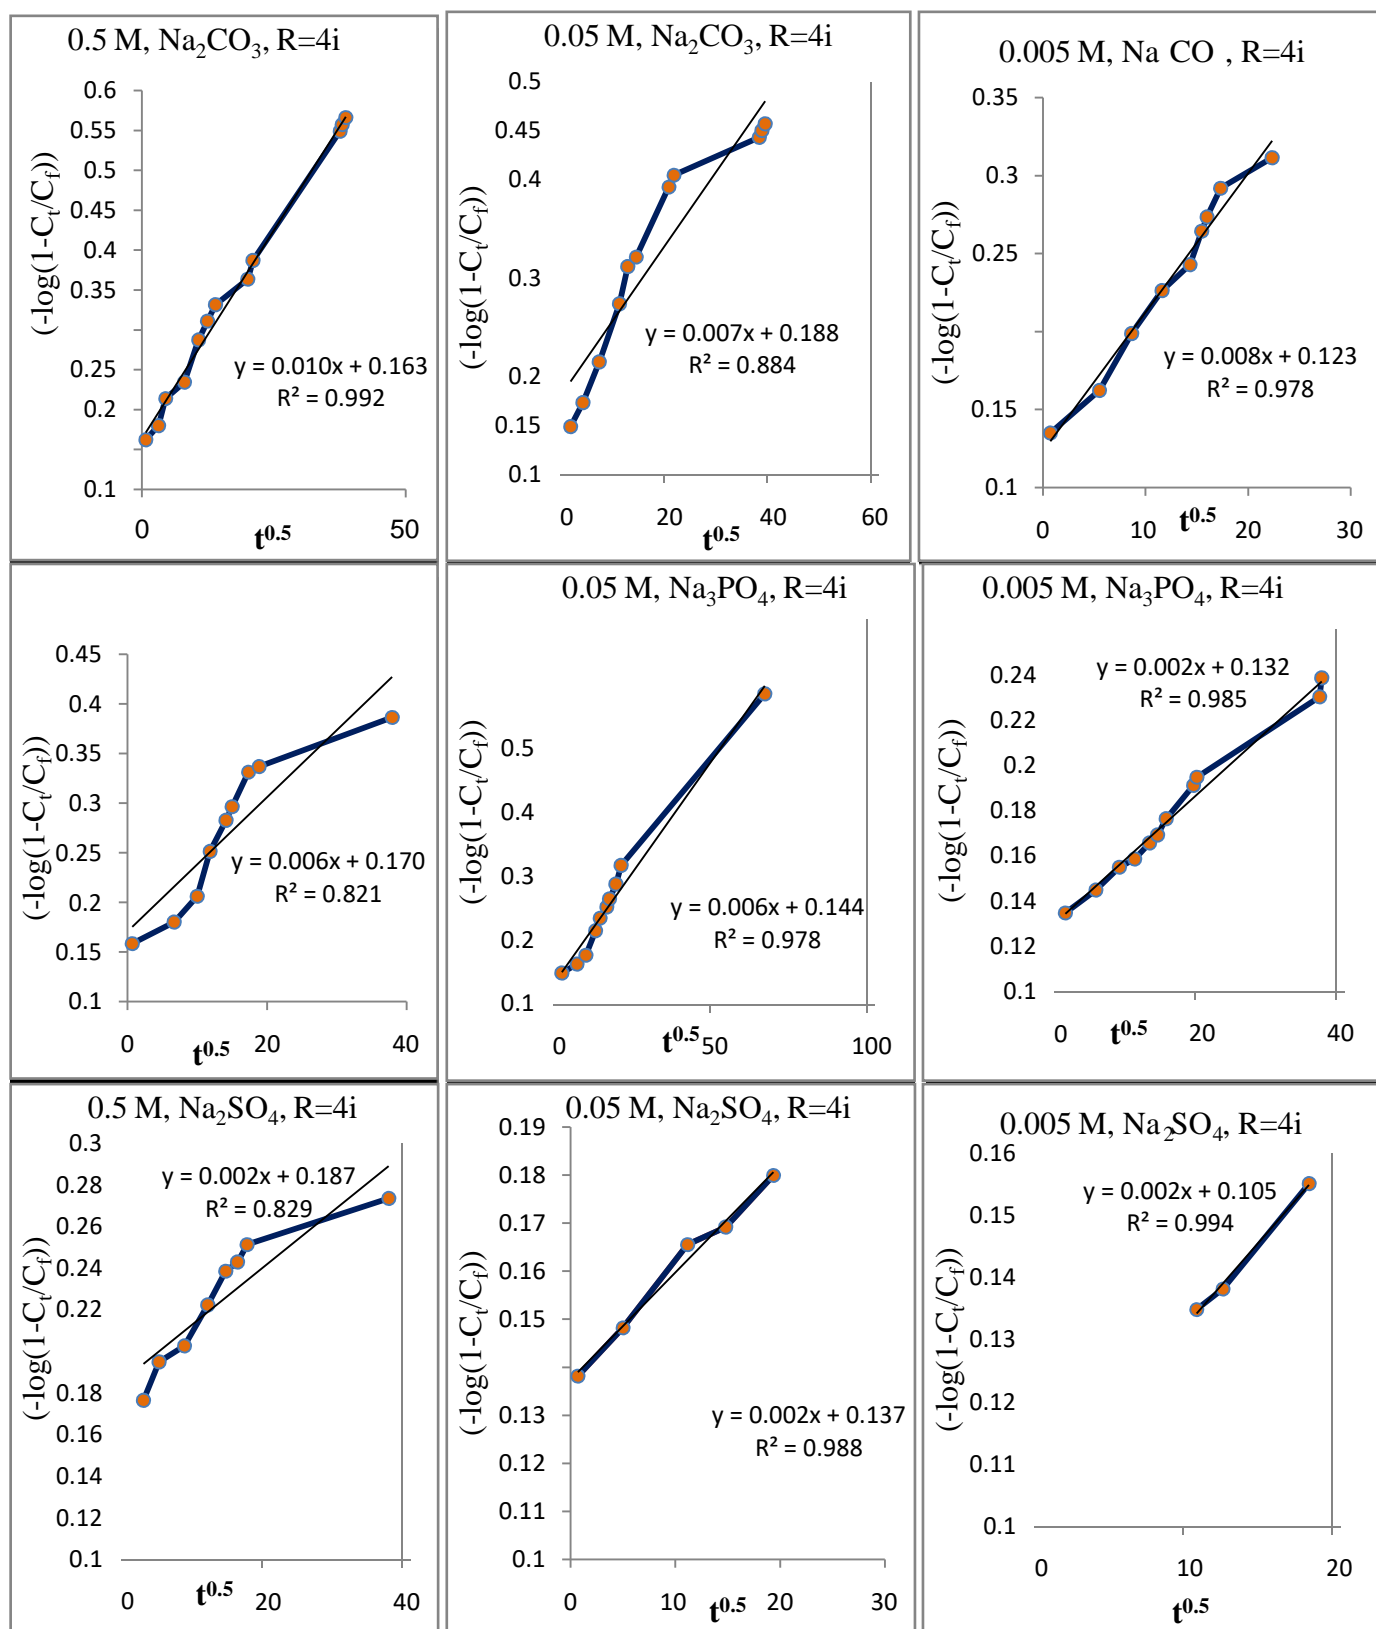 0.5 M, Na₂CO₃, R=4i
(-log(1-Cₜ/C_f))
0.6
0.55
0.5
0.45
0.4
0.35
0.25
0.2
0.1
y = 0.010x + 0.163
R² = 0.992
0
50
t⁰·⁵
0.05 M, Na₂CO₃, R=4i
(-log(1-Cₜ/C_f))
0.5
0.45
0.4
0.3
0.2
0.15
0.1
y = 0.007x + 0.188
R² = 0.884
0
20
40
60
t⁰·⁵
0.005 M, Na CO , R=4i
(-log(1-Cₜ/C_f))
0.35
0.3
0.25
0.15
0.1
y = 0.008x + 0.123
R² = 0.978
0
10
20
30
t⁰·⁵
(-log(1-Cₜ/C_f))
0.45
0.4
0.35
0.3
0.25
0.2
0.15
0.1
y = 0.006x + 0.170
R² = 0.821
0
20
40
t⁰·⁵
0.05 M, Na₃PO₄, R=4i
(-log(1-Cₜ/C_f))
0.5
0.4
0.3
0.2
0.1
y = 0.006x + 0.144
R² = 0.978
0
50
100
t⁰·⁵
0.005 M, Na₃PO₄, R=4i
(-log(1-Cₜ/C_f))
y = 0.002x + 0.132
R² = 0.985
0.24
0.22
0.2
0.18
0.16
0.14
0.12
0.1
0
20
40
t⁰·⁵
0.5 M, Na₂SO₄, R=4i
(-log(1-Cₜ/C_f))
0.3
0.28
0.26
0.24
0.22
0.18
0.16
0.14
0.12
0.1
y = 0.002x + 0.187
R² = 0.829
0
20
40
t⁰·⁵
0.05 M, Na₂SO₄, R=4i
(-log(1-Cₜ/C_f))
0.19
0.18
0.17
0.16
0.15
0.13
0.12
0.11
0.1
y = 0.002x + 0.137
R² = 0.988
0
10
20
30
t⁰·⁵
0.005 M, Na₂SO₄, R=4i
(-log(1-Cₜ/C_f))
0.16
0.15
0.14
0.13
0.12
0.11
0.1
y = 0.002x + 0.105
R² = 0.994
0
10
20
t⁰·⁵